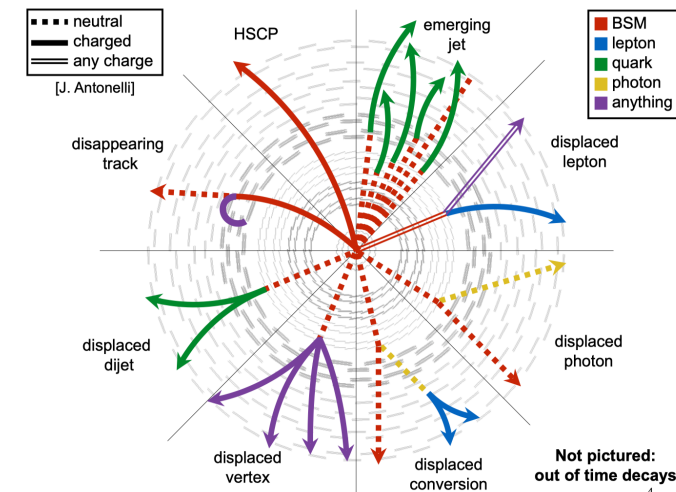 neutral
charged
any charge
[J. Antonelli]
HSCP
emerging
jet
BSM
lepton
quark
photon
anything
disappearing
track
displaced
lepton
displaced
dijet
displaced
photon
displaced
vertex
displaced
conversion
Not pictured:
out of time decays
4